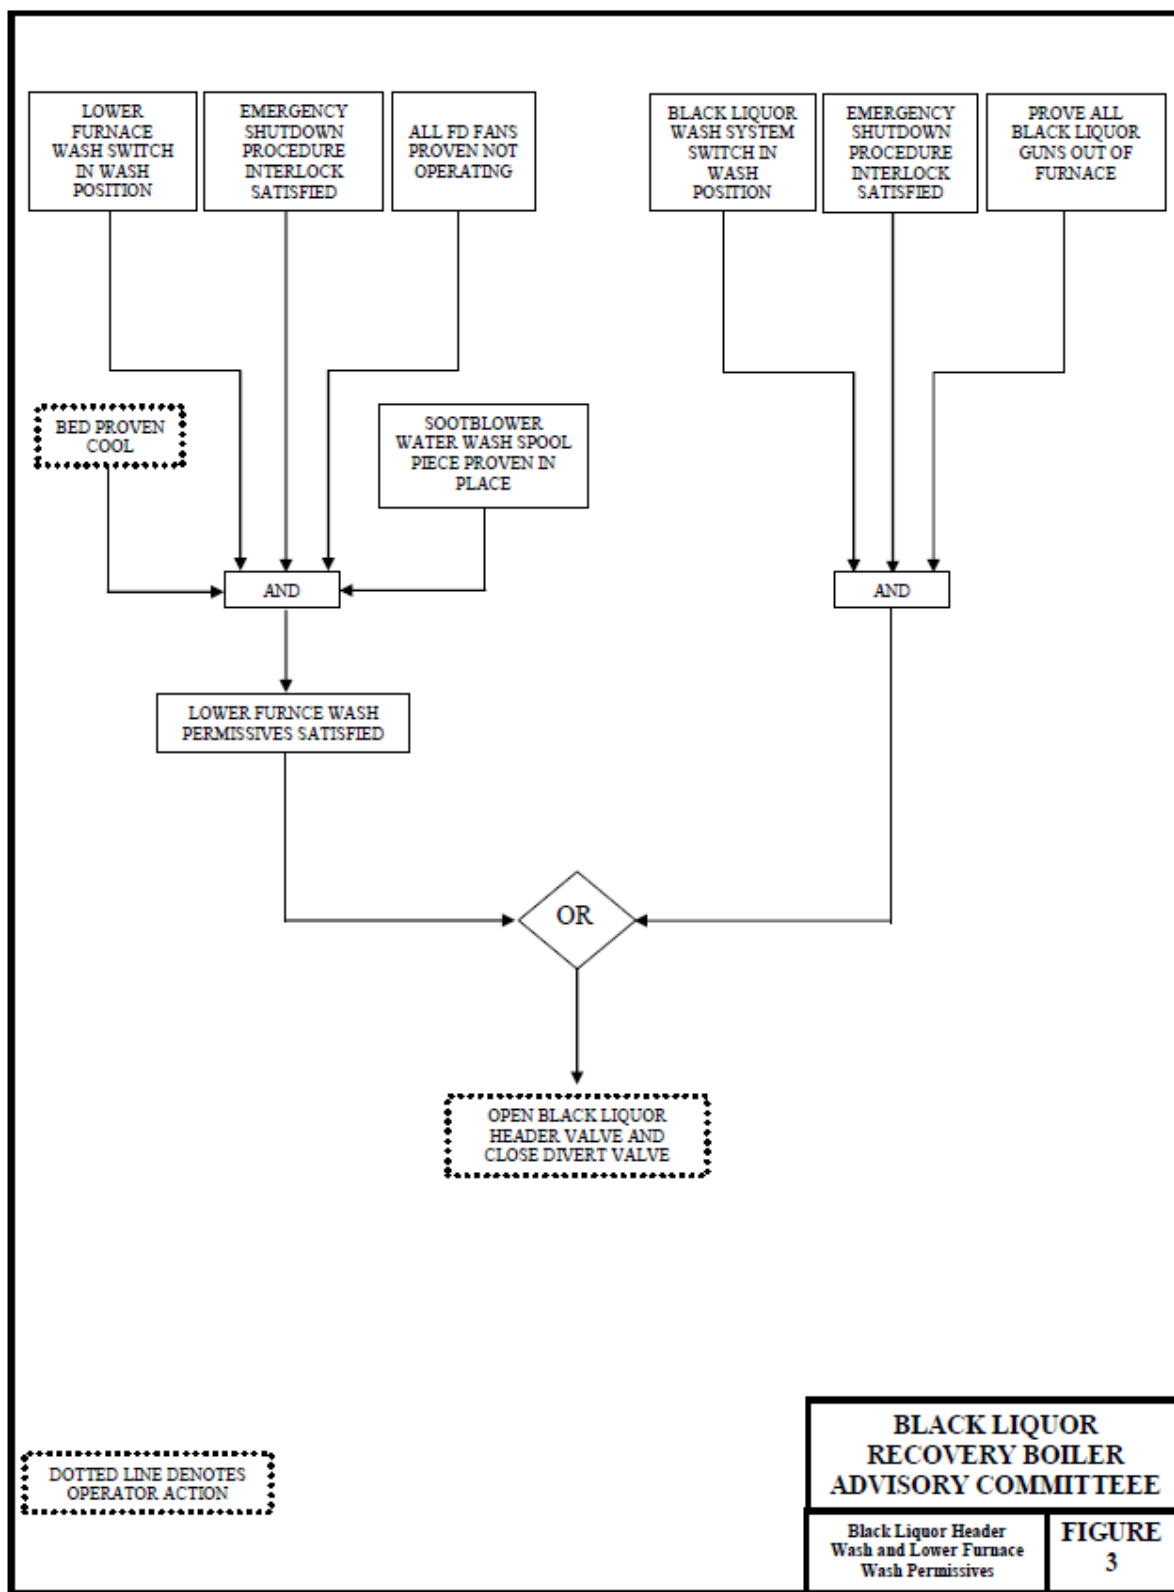 LOWER
FURNACE
WASH SWITCH
IN WASH
POSITION
EMERGENCY
SHUTDOWN
PROCEDURE
INTERLOCK
SATISFIED
ALL FD FANS
PROVEN NOT
OPERATING
BLACK LIQUOR
WASH SYSTEM
SWITCH IN
WASH
POSITION
EMERGENCY
SHUTDOWN
PROCEDURE
INTERLOCK
SATISFIED
PROVE ALL
BLACK LIQUOR
GUNS OUT OF
FURNACE
BED PROVEN
COOL
SOOTBLOWER
WATER WASH SPOOL
PIECE PROVEN IN
PLACE
AND
AND
LOWER FURNCE WASH
PERMISSIVES SATISFIED
OR
OPEN BLACK LIQUOR
HEADER VALVE AND
CLOSE DIVERT VALVE
DOTTED LINE DENOTES
OPERATOR ACTION
BLACK LIQUOR
RECOVERY BOILER
ADVISORY COMMITTEEE
Black Liquor Header
Wash and Lower Furnace
Wash Permissives
FIGURE
3